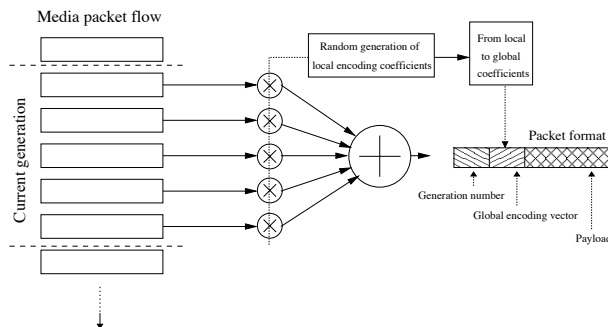 Media packet flow
Current generation
Random generation of
local encoding coefficients
From local
to global
coefficients
Packet format
Generation number
Global encoding vector
Payload